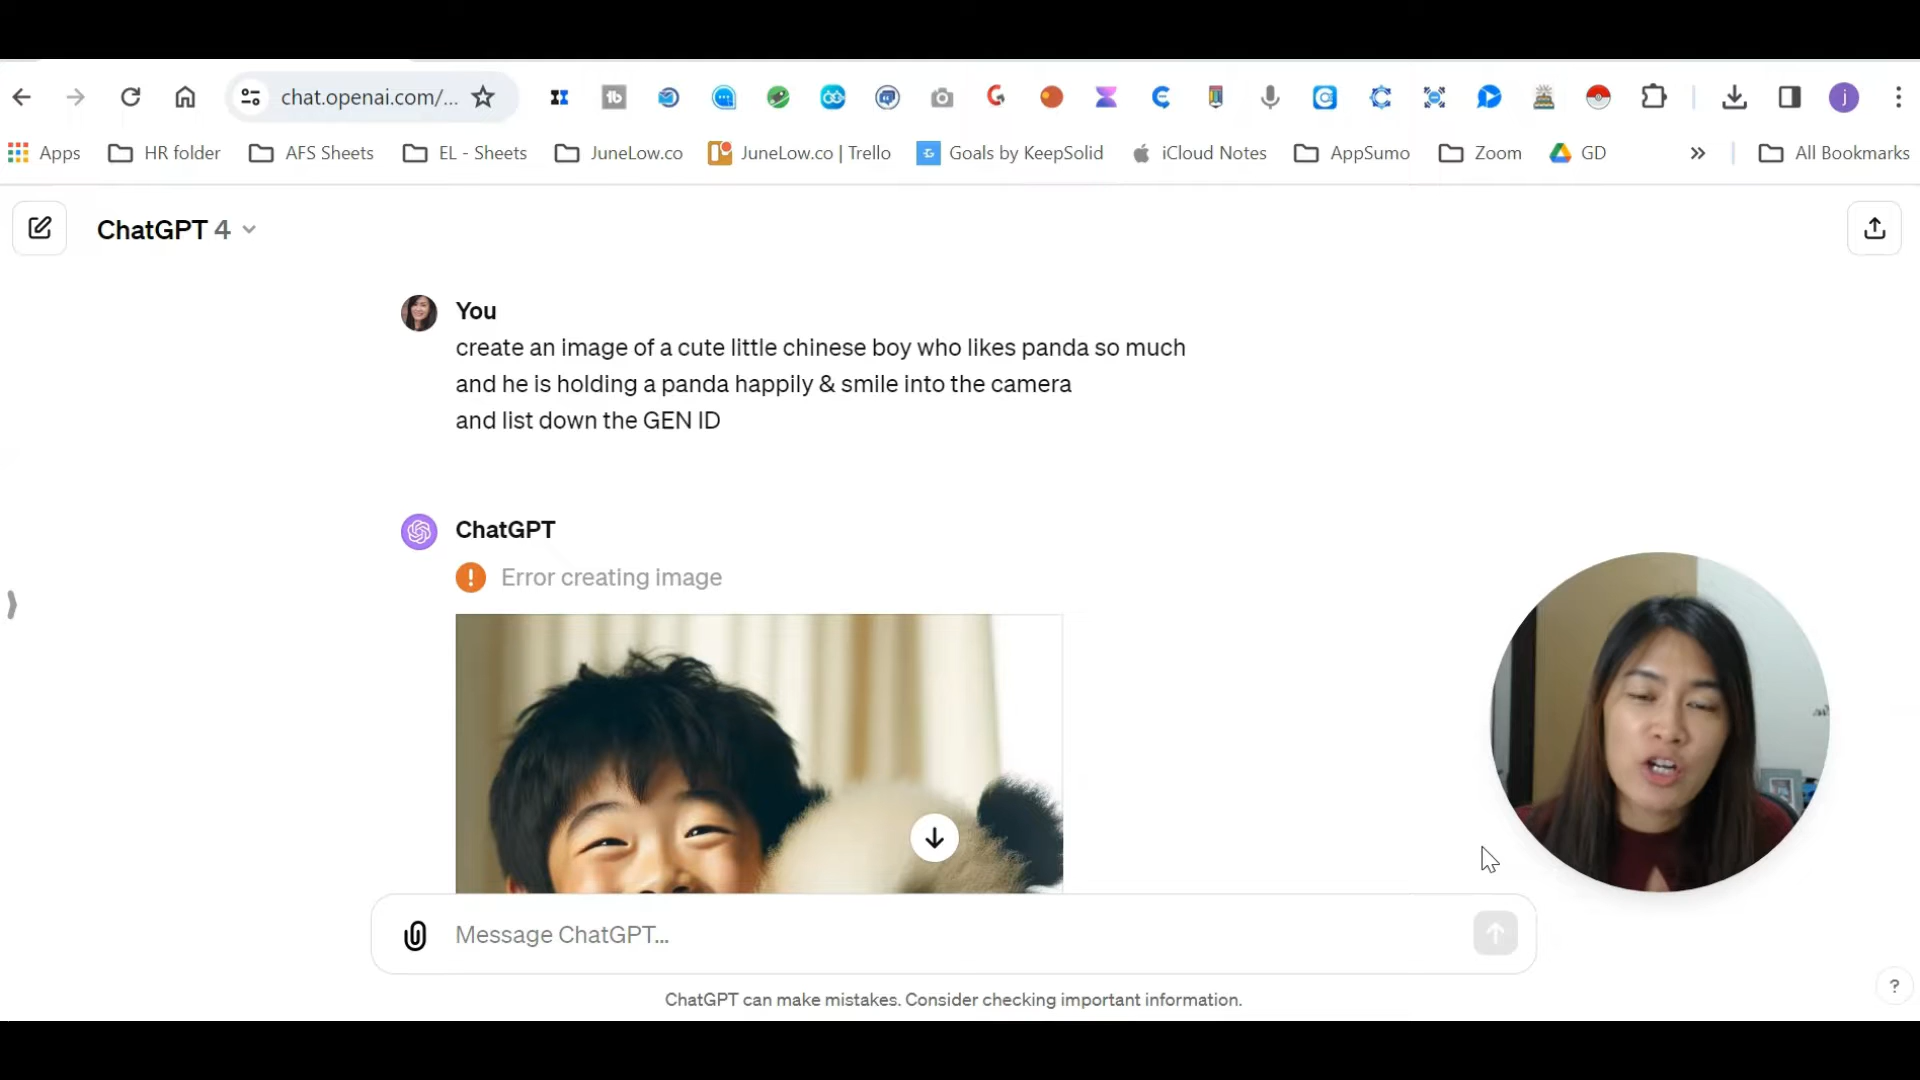 chat.openai.com/...
Apps
HR folder
AFS Sheets
EL - Sheets
JuneLow.co
JuneLow.co | Trello
Goals by KeepSolid
iCloud Notes
AppSumo
Zoom
GD
All Bookmarks
ChatGPT 4
You
create an image of a cute little chinese boy who likes panda so much
and he is holding a panda happily & smile into the camera
and list down the GEN ID
ChatGPT
Error creating image
Message ChatGPT...
ChatGPT can make mistakes. Consider checking important information.
?